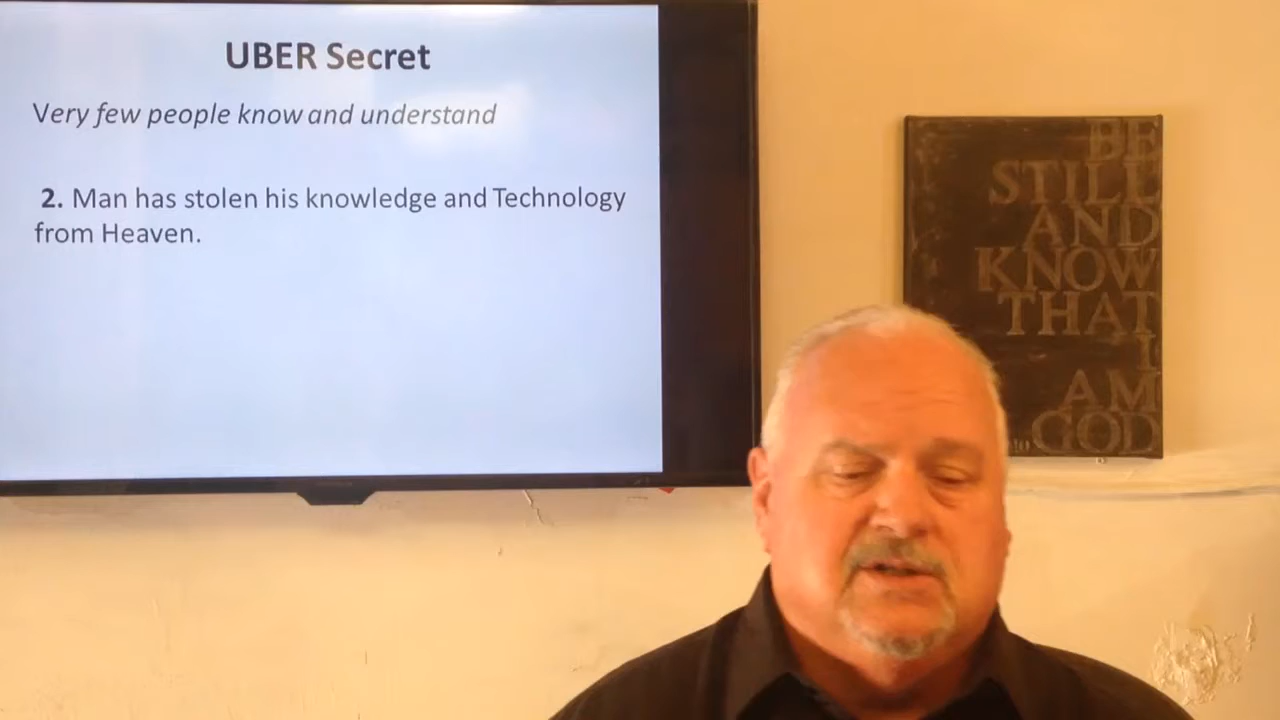 UBER Secret
Very few people know and understand
2. Man has stolen his knowledge and Technology
from Heaven.
BE
STILL
AND
KNOW
THAT
I
AM
GOD